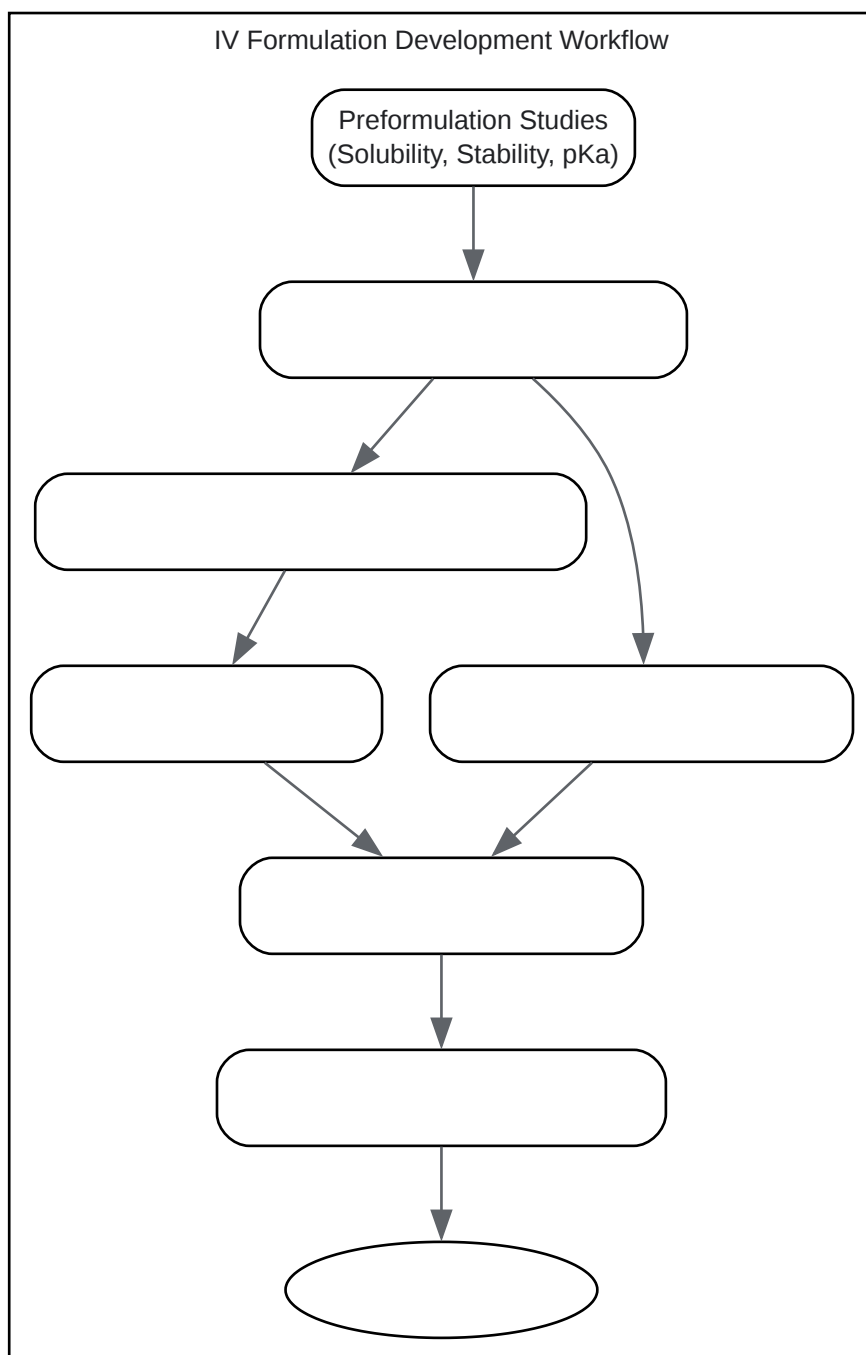 IV Formulation Development Workflow
Preformulation Studies
(Solubility, Stability, pKa)